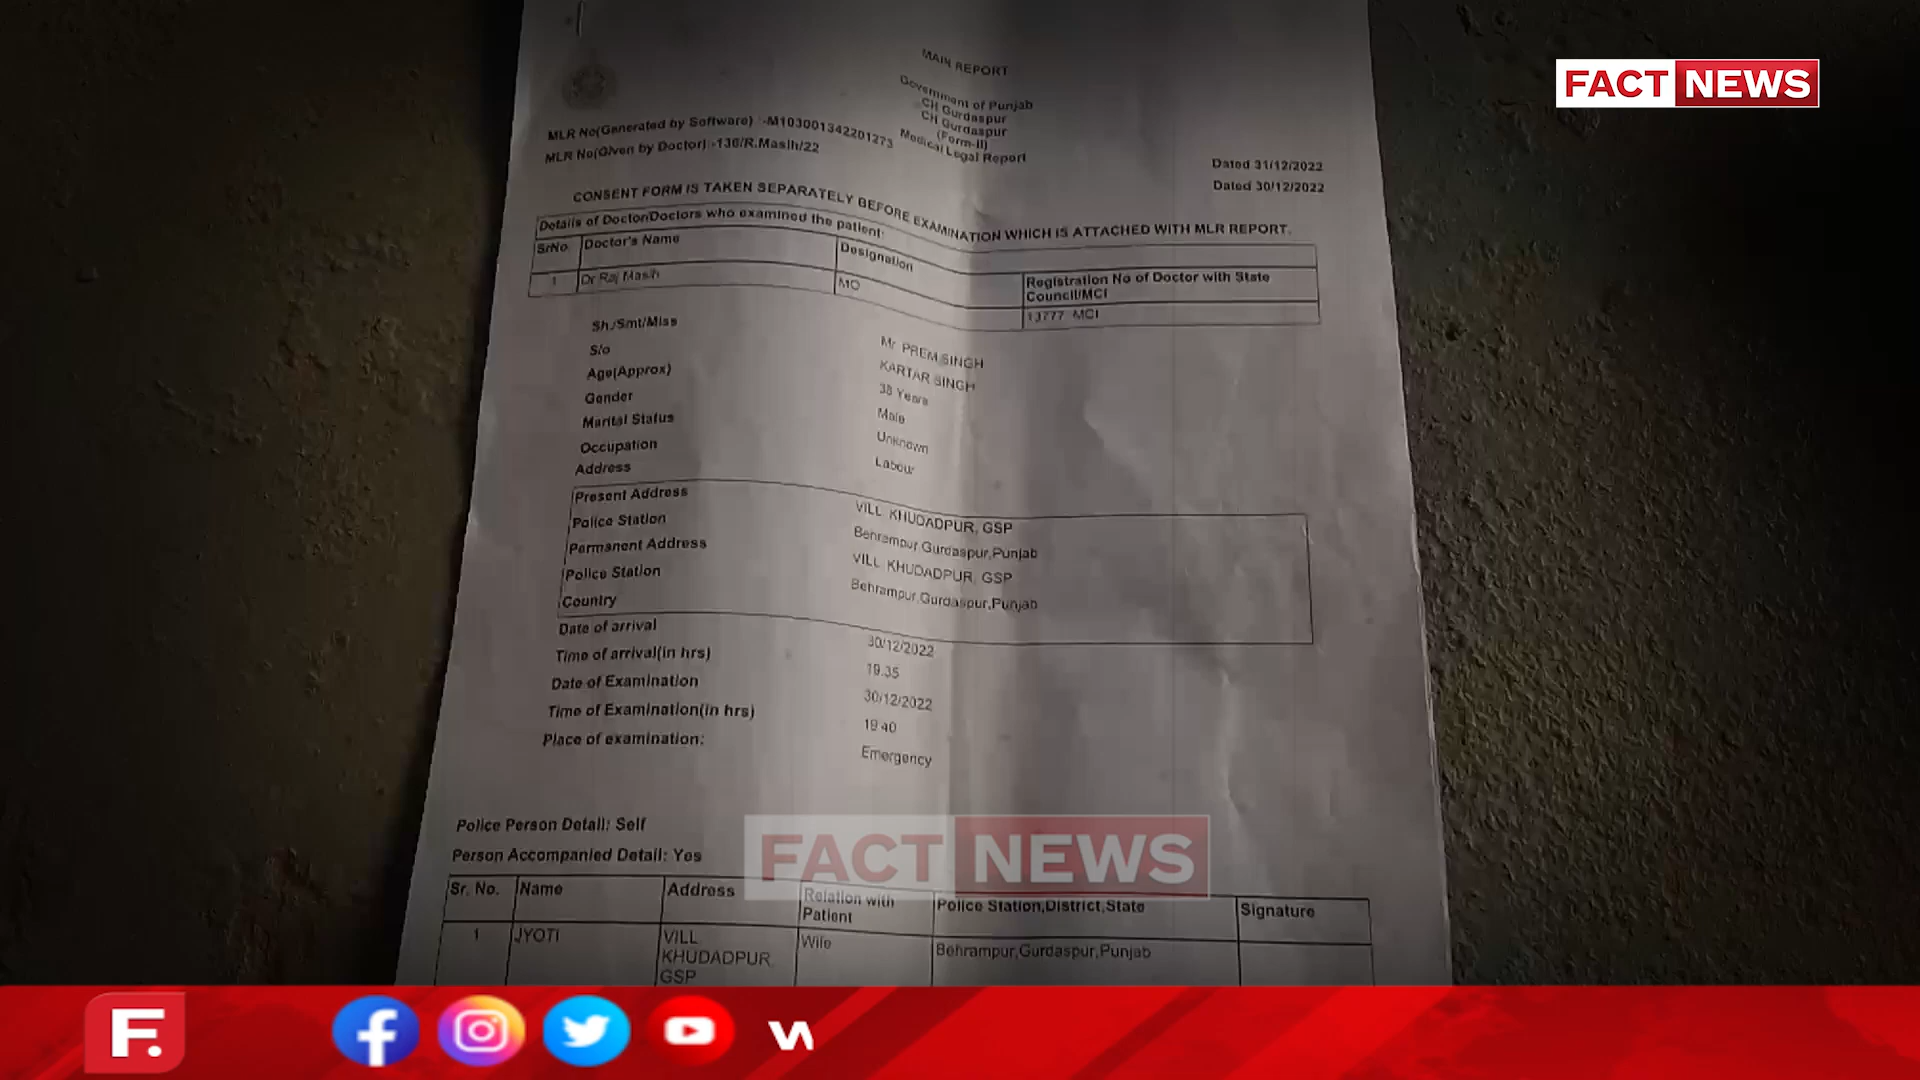 FACT NEWS
MAIN REPORT
Government of Punjab
CH Gurdaspur
CH Gurdaspur
(Form-II)
Medical Legal Report
MLR No(Generated by Software) :-M103001342201273
MLR No(Given by Doctor):-136/R.Masih/22
Dated 31/12/2022
Dated 30/12/2022
CONSENT FORM IS TAKEN SEPARATELY BEFORE EXAMINATION WHICH IS ATTACHED WITH MLR REPORT.
Details of Doctor/Doctors who examined the patient:
SrNo. Doctor's Name Designation Registration No of Doctor with State Council/MCI
1 Dr Raj Masih MO 13777 MCI
Sh./Smt/Miss Mr PREM SINGH
S/o KARTAR SINGH
Age(Approx) 38 Years
Gender Male
Marital Status Unknown
Occupation Labour
Address
Present Address VILL KHUDADPUR, GSP
Police Station Behrampur,Gurdaspur,Punjab
Permanent Address VILL KHUDADPUR, GSP
Police Station Behrampur,Gurdaspur,Punjab
Country
Date of arrival 30/12/2022
Time of arrival(in hrs) 19.35
Date of Examination 30/12/2022
Time of Examination(in hrs) 19.40
Place of examination: Emergency
Police Person Detail: Self
Person Accompanied Detail: Yes
FACT NEWS
Sr. No. Name Address Relation with Patient Police Station,District,State Signature
1 JYOTI VILL KHUDADPUR, GSP Wife Behrampur,Gurdaspur,Punjab
F.